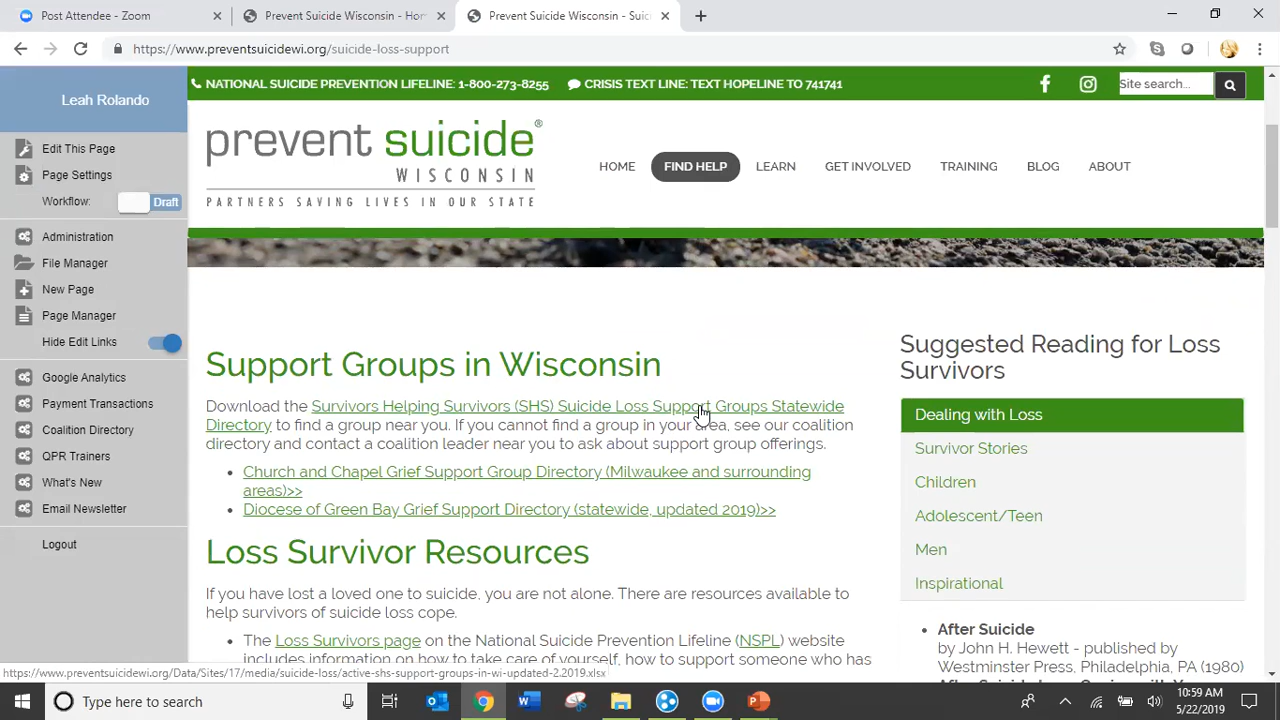 Post Attendee - Zoom
Prevent Suicide Wisconsin - Hom
Prevent Suicide Wisconsin - Suic
https://www.preventsuicidewi.org/suicide-loss-support
Leah Rolando
NATIONAL SUICIDE PREVENTION LIFELINE: 1-800-273-8255
CRISIS TEXT LINE: TEXT HOPELINE TO 741741
Site search...
prevent suicide®
WISCONSIN
PARTNERS SAVING LIVES IN OUR STATE
HOME
FIND HELP
LEARN
GET INVOLVED
TRAINING
BLOG
ABOUT
Edit This Page
Page Settings
Workflow: Draft
Administration
File Manager
New Page
Page Manager
Hide Edit Links
Google Analytics
Payment Transactions
Coalition Directory
QPR Trainers
What's New
Email Newsletter
Logout
Support Groups in Wisconsin
Download the Survivors Helping Survivors (SHS) Suicide Loss Support Groups Statewide
Directory to find a group near you. If you cannot find a group in your area, see our coalition
directory and contact a coalition leader near you to ask about support group offerings.
• Church and Chapel Grief Support Group Directory (Milwaukee and surrounding
areas)>>
• Diocese of Green Bay Grief Support Directory (statewide, updated 2019)>>
Loss Survivor Resources
If you have lost a loved one to suicide, you are not alone. There are resources available to
help survivors of suicide loss cope.
• The Loss Survivors page on the National Suicide Prevention Lifeline (NSPL) website
includes information on how to take care of yourself, how to support someone who has
Suggested Reading for Loss
Survivors
Dealing with Loss
Survivor Stories
Children
Adolescent/Teen
Men
Inspirational
• After Suicide
by John H. Hewett - published by
Westminster Press, Philadelphia, PA (1980)
https://www.preventsuicidewi.org/Data/Sites/17/media/suicide-loss/active-shs-support-groups-in-wi-updated-2.2019.xlsx
Type here to search
10:59 AM
5/22/2019